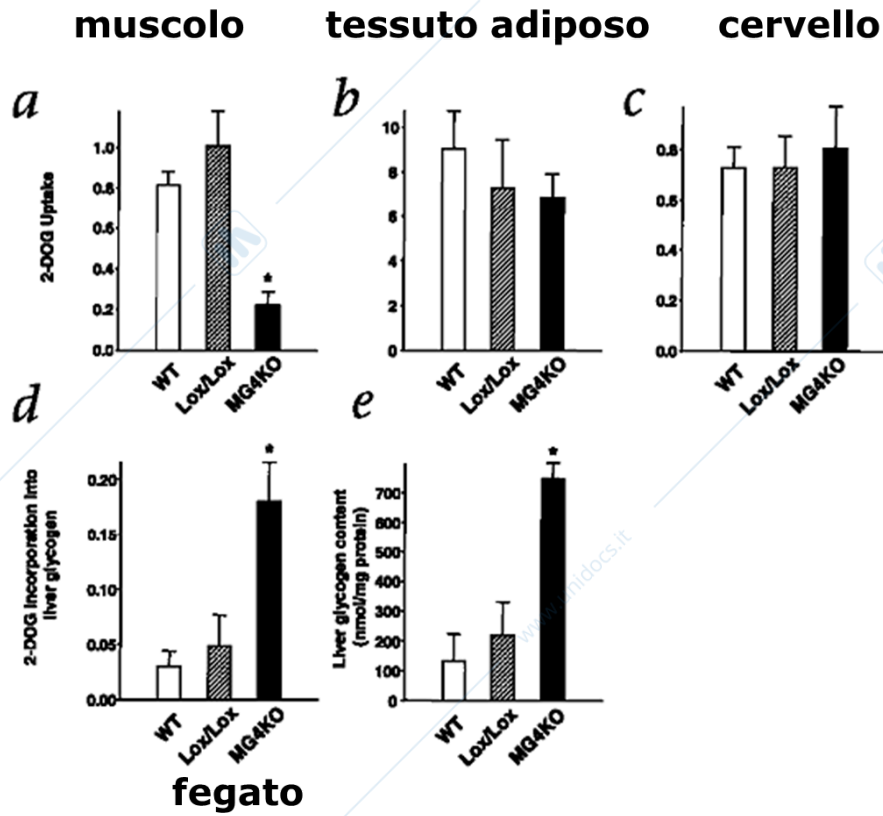 muscolo tessuto adiposo cervello
a b c
2-DOG Uptake
1.0
0.8
0.6
0.4
0.2
0.0
WT Lox/Lox MG4KO
*
10
8
6
4
2
0
WT Lox/Lox MG4KO
0.8
0.6
0.4
0.2
0.0
WT Lox/Lox MG4KO
d e
2-DOG Incorporation into
liver glycogen
0.20
0.15
0.10
0.05
0.00
*
WT Lox/Lox MG4KO
Liver glycogen content
(nmol/mg protein)
700
600
500
400
300
200
100
0
*
WT Lox/Lox MG4KO
www.unidocs.it
fegato